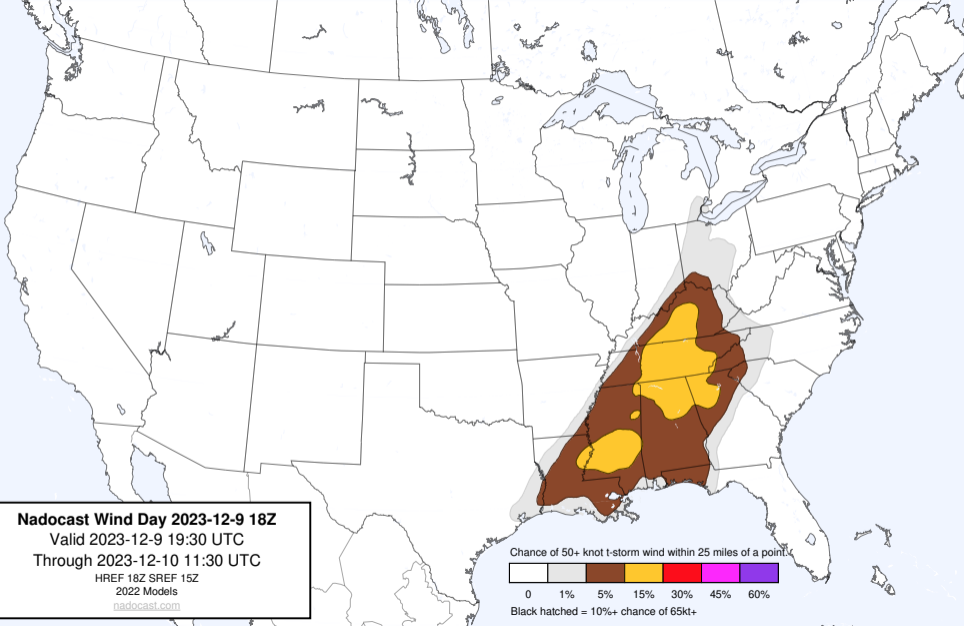 Nadocast Wind Day 2023-12-9 18Z
Valid 2023-12-9 19:30 UTC
Through 2023-12-10 11:30 UTC
HREF 18Z SREF 15Z
2022 Models
nadocast.com
Chance of 50+ knot t-storm wind within 25 miles of a point.
0 1% 5% 15% 30% 45% 60%
Black hatched = 10%+ chance of 65kt+